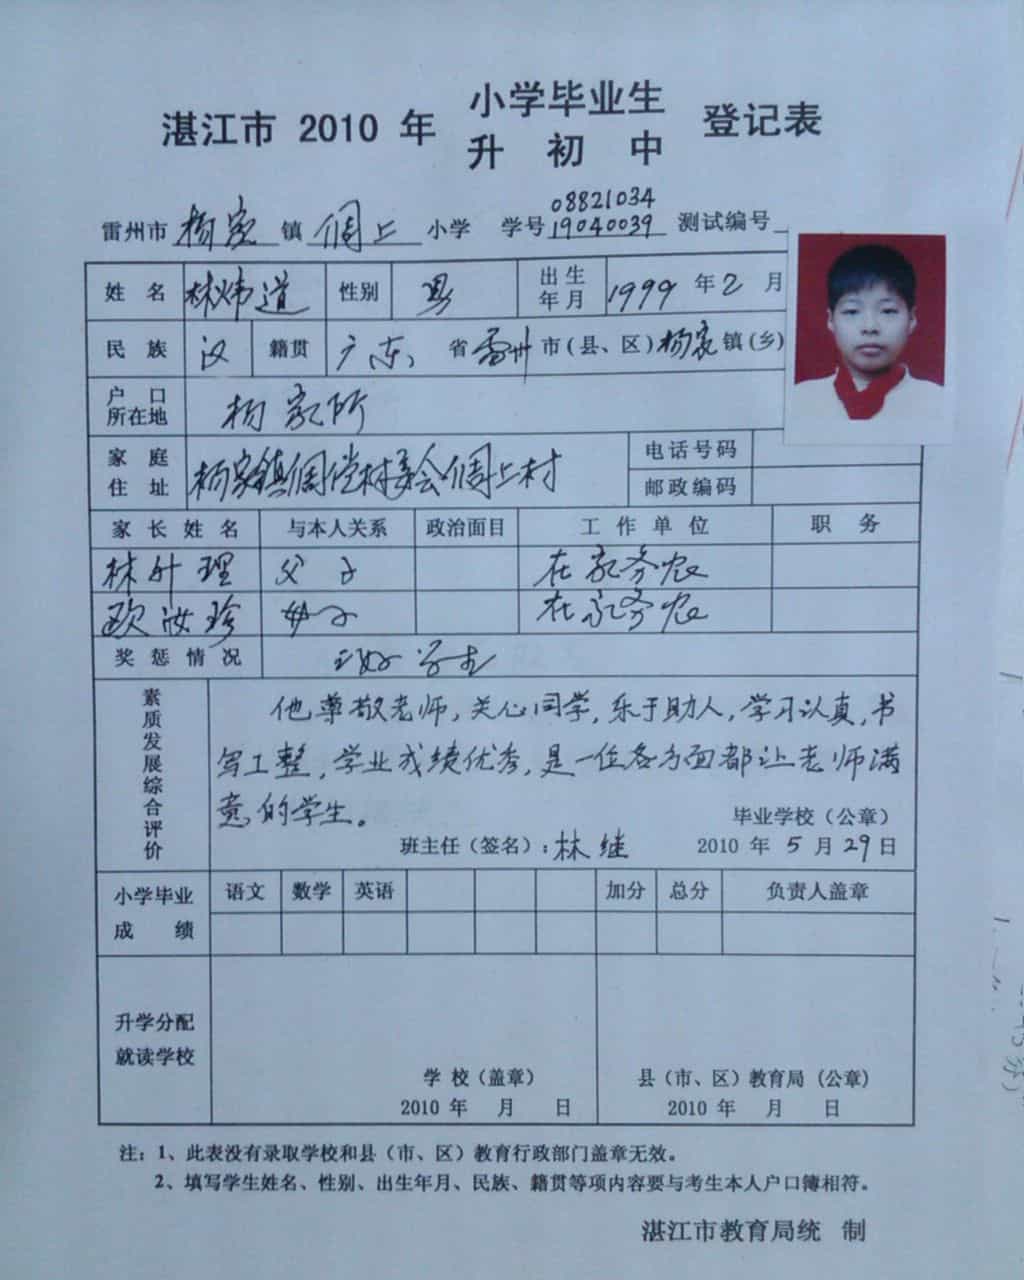 湛江市 2010 年 小学毕业生 登记表
升 初 中
08821034
雷州市 杨家 镇 倜上 小学 学号 19040039 测试编号
姓 名 林炜道 性别 男 出生年月 1999 年 2 月
民 族 汉 籍贯 广东 省 雷州 市(县、区) 杨家 镇(乡)
户 口 所在地 杨家所
家 庭 住 址 杨家镇倜 村委会倜上村 电话号码
邮政编码
家 长 姓 名 与本人关系 政治面目 工 作 单 位 职 务
林 叶 理 父 子 在家务农
欧 汝 珍 母子 在家务农
奖 惩 情 况 三好学生
素质发展综合评价
他尊敬老师,关心同学,乐于助人,学习认真,书
写工整,学业成绩优秀,是一位各方面都让老师满
意的学生。
毕业学校(公章)
班主任(签名):林 继 2010 年 5 月 29 日
小学毕业 成 绩 语文 数学 英语 加分 总分 负责人盖章
升学分配
就读学校
学 校(盖章) 县(市、区)教育局(公章)
2010 年 月 日 2010 年 月 日
注:1、此表没有录取学校和县(市、区)教育行政部门盖章无效。
2、填写学生姓名、性别、出生年月、民族、籍贯等项内容要与考生本人户口簿相符。
湛江市教育局统 制